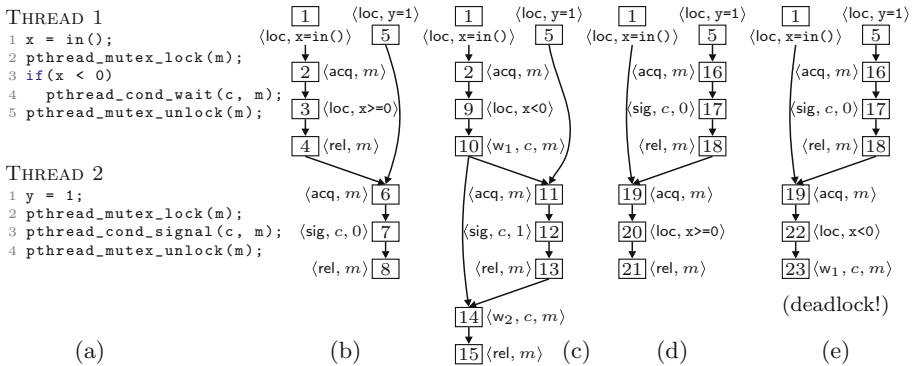 THREAD 1
1 x = in();
2 pthread_mutex_lock(m);
3 if(x < 0)
4 pthread_cond_wait(c, m);
5 pthread_mutex_unlock(m);
THREAD 2
1 y = 1;
2 pthread_mutex_lock(m);
3 pthread_cond_signal(c, m);
4 pthread_mutex_unlock(m);
(a)
1 ⟨loc, y=1⟩
⟨loc, x=in()⟩ 5
2 ⟨acq, m⟩
3 ⟨loc, x>=0⟩
4 ⟨rel, m⟩
⟨acq, m⟩ 6
⟨sig, c, 0⟩ 7
⟨rel, m⟩ 8
(b)
1 ⟨loc, y=1⟩
⟨loc, x=in()⟩ 5
2 ⟨acq, m⟩
9 ⟨loc, x<0⟩
10 ⟨w₁, c, m⟩
⟨acq, m⟩ 11
⟨sig, c, 1⟩ 12
⟨rel, m⟩ 13
14 ⟨w₂, c, m⟩
15 ⟨rel, m⟩
(c)
1 ⟨loc, y=1⟩
⟨loc, x=in()⟩ 5
⟨acq, m⟩ 16
⟨sig, c, 0⟩ 17
⟨rel, m⟩ 18
19 ⟨acq, m⟩
20 ⟨loc, x>=0⟩
21 ⟨rel, m⟩
(d)
1 ⟨loc, y=1⟩
⟨loc, x=in()⟩ 5
⟨acq, m⟩ 16
⟨sig, c, 0⟩ 17
⟨rel, m⟩ 18
19 ⟨acq, m⟩
22 ⟨loc, x<0⟩
23 ⟨w₁, c, m⟩
(deadlock!)
(e)